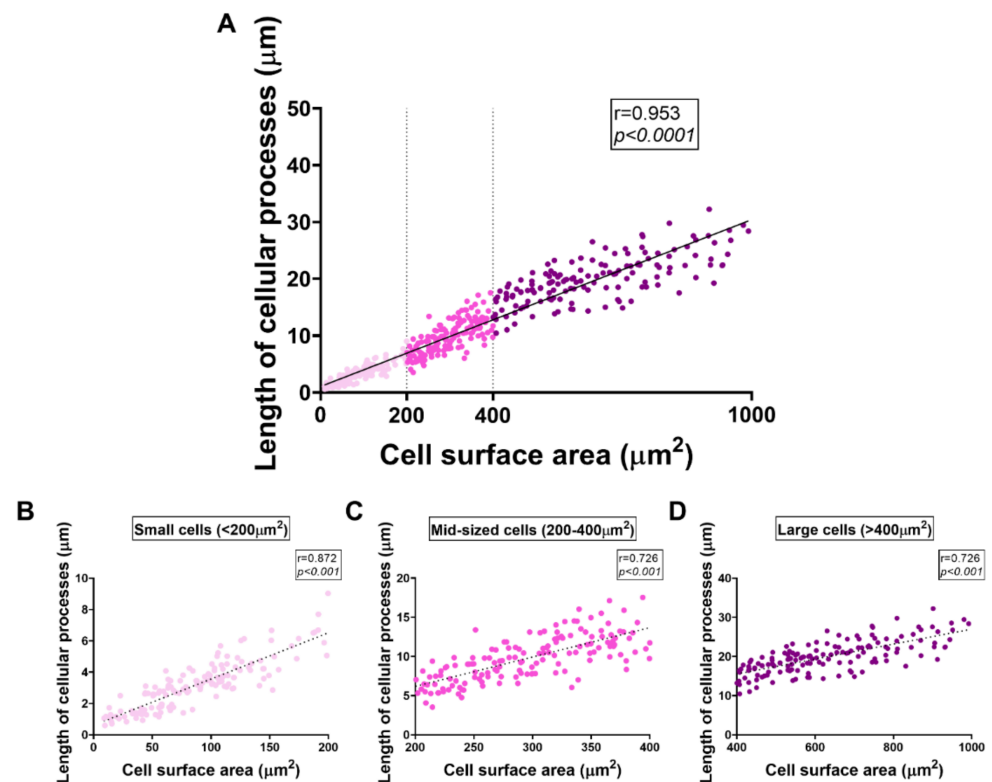 A
Length of cellular processes (μm)
50
40
30
20
10
0
r=0.953
p<0.0001
0 200 400 1000
Cell surface area (μm²)
B
Small cells (<200μm²)
r=0.872
p<0.001
Length of cellular processes (μm)
10
8
6
4
2
0
0 50 100 150 200
Cell surface area (μm²)
C
Mid-sized cells (200-400μm²)
r=0.726
p<0.001
Length of cellular processes (μm)
20
15
10
5
0
200 250 300 350 400
Cell surface area (μm²)
D
Large cells (>400μm²)
r=0.726
p<0.001
Length of cellular processes (μm)
40
30
20
10
0
400 600 800 1000
Cell surface area (μm²)